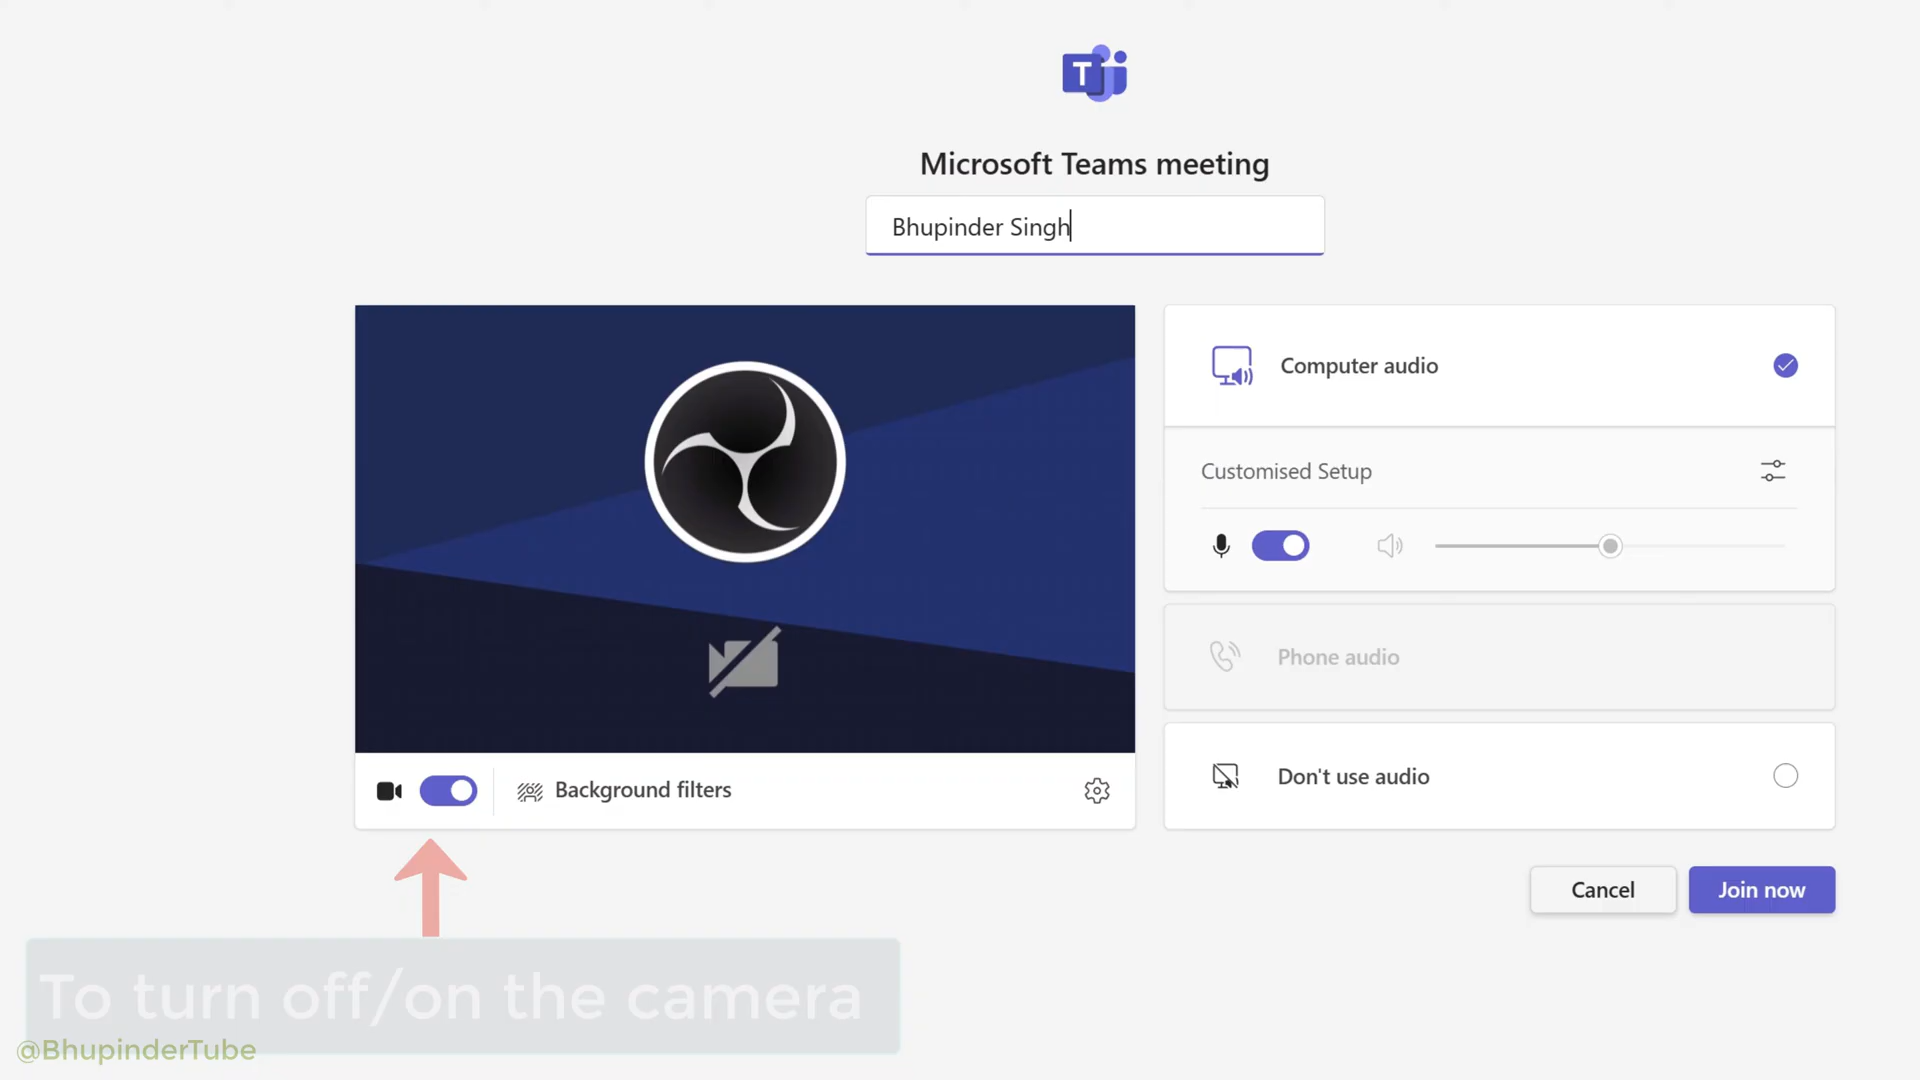 T
Microsoft Teams meeting
Bhupinder Singh
Computer audio
Customised Setup
Phone audio
Don't use audio
Background filters
Cancel
Join now
To turn off/on the camera
@BhupinderTube